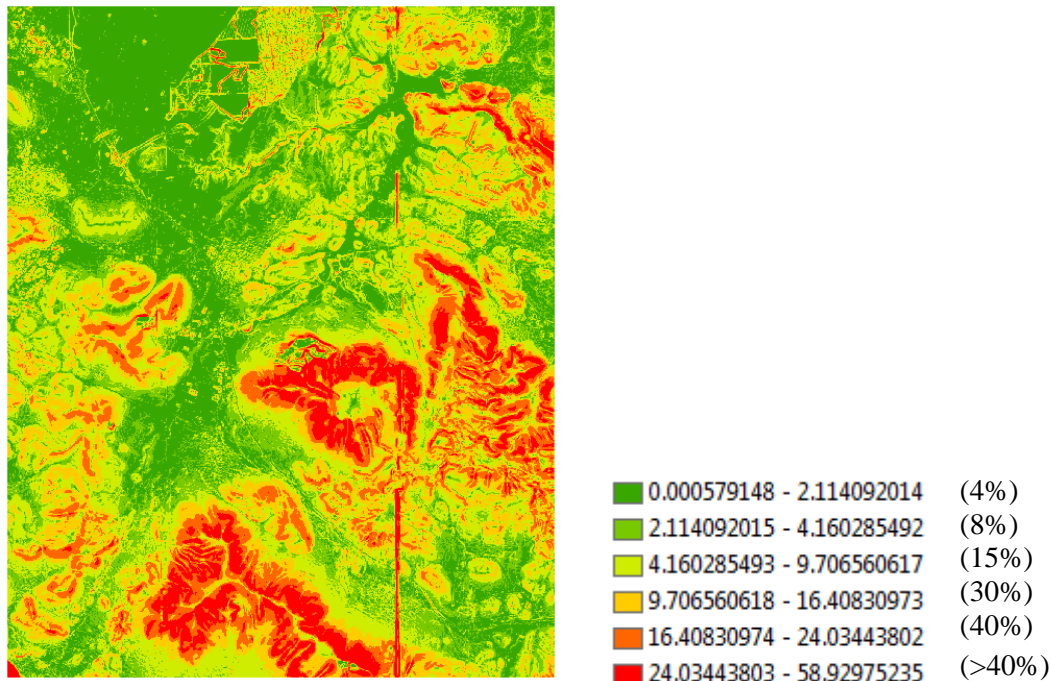 0.000579148 - 2.114092014 (4%)
2.114092015 - 4.160285492 (8%)
4.160285493 - 9.706560617 (15%)
9.706560618 - 16.40830973 (30%)
16.40830974 - 24.03443802 (40%)
24.03443803 - 58.92975235 (>40%)